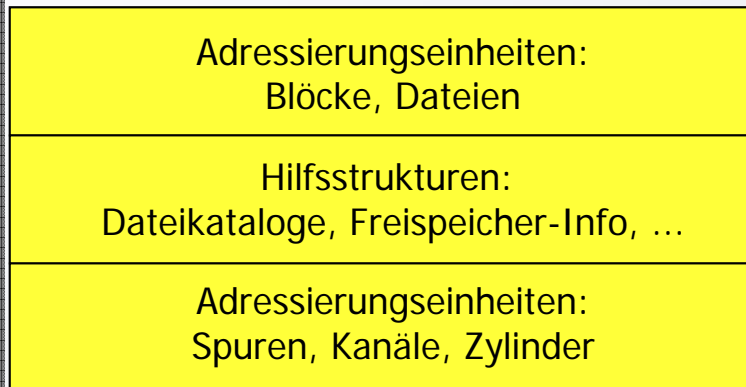 Adressierungseinheiten:
Blöcke, Dateien
Hilfsstrukturen:
Dateikataloge, Freispeicher-Info, ...
Adressierungseinheiten:
Spuren, Kanäle, Zylinder